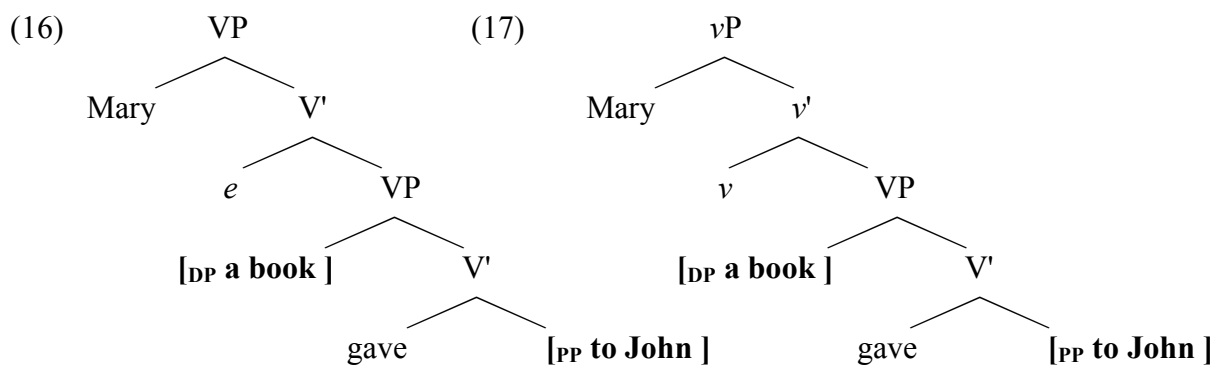 (16) VP (17) vP
Mary V' Mary v'
e VP v VP
[DP a book ] V' [DP a book ] V'
gave [PP to John ] gave [PP to John ]